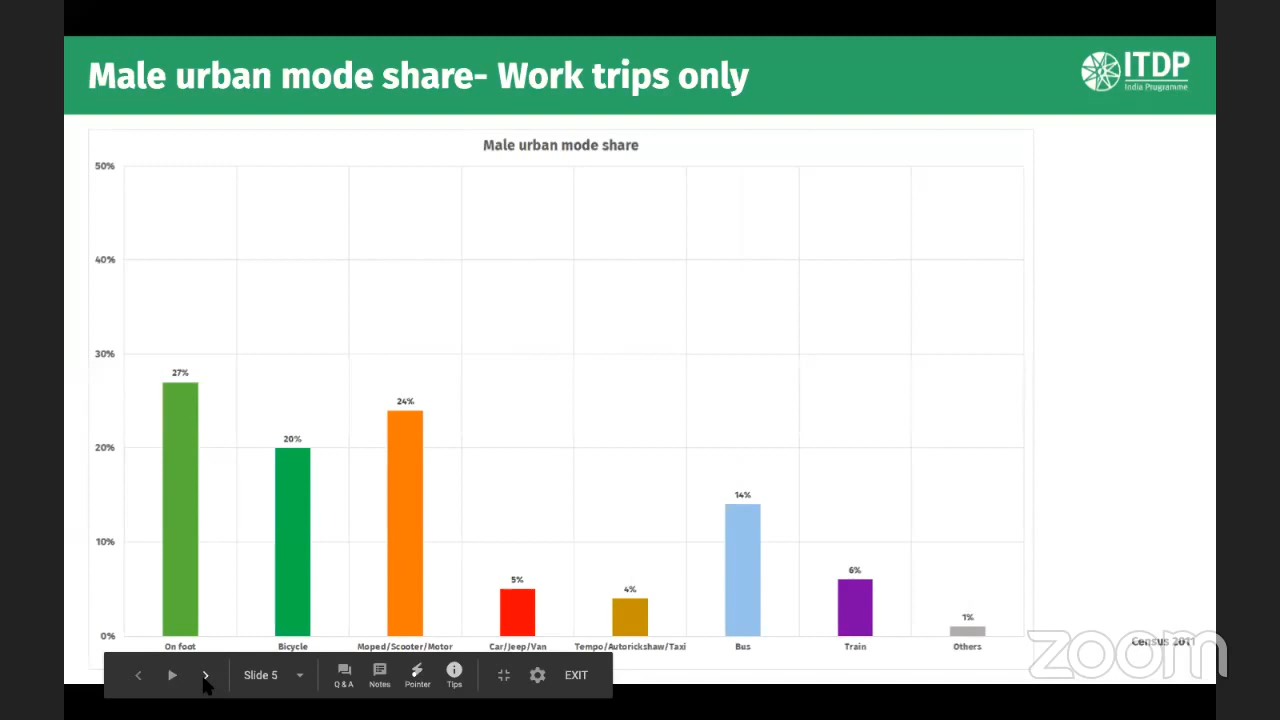 Male urban mode share- Work trips only
ITDP
India Programme
Male urban mode share
50%
40%
30%
20%
10%
0%
27%
20%
24%
5%
4%
14%
6%
1%
On foot
Bicycle
Moped/Scooter/Motor
Car/Jeep/Van
Tempo/Autorickshaw/Taxi
Bus
Train
Others
Census 2011
zoom
Slide 5
Q & A
Notes
Pointer
Tips
EXIT